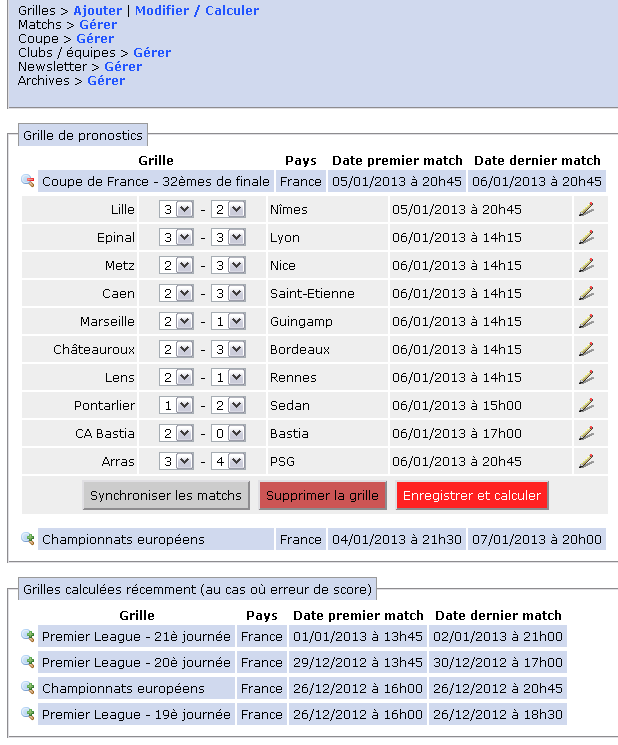 Grilles > Ajouter | Modifier / Calculer
Matchs > Gérer
Coupe > Gérer
Clubs / équipes > Gérer
Newsletter > Gérer
Archives > Gérer
Grille de pronostics
Grille Pays Date premier match Date dernier match
Coupe de France - 32èmes de finale France 05/01/2013 à 20h45 06/01/2013 à 20h45
Lille 3 - 2 Nîmes 05/01/2013 à 20h45
Epinal 3 - 3 Lyon 06/01/2013 à 14h15
Metz 2 - 3 Nice 06/01/2013 à 14h15
Caen 2 - 3 Saint-Etienne 06/01/2013 à 14h15
Marseille 2 - 1 Guingamp 06/01/2013 à 14h15
Châteauroux 2 - 3 Bordeaux 06/01/2013 à 14h15
Lens 2 - 1 Rennes 06/01/2013 à 14h15
Pontarlier 1 - 2 Sedan 06/01/2013 à 15h00
CA Bastia 2 - 0 Bastia 06/01/2013 à 17h00
Arras 3 - 4 PSG 06/01/2013 à 20h45
Synchroniser les matchs Supprimer la grille Enregistrer et calculer
Championnats européens France 04/01/2013 à 21h30 07/01/2013 à 20h00
Grilles calculées récemment (au cas où erreur de score)
Grille Pays Date premier match Date dernier match
Premier League - 21è journée France 01/01/2013 à 13h45 02/01/2013 à 21h00
Premier League - 20è journée France 29/12/2012 à 13h45 30/12/2012 à 17h00
Championnats européens France 26/12/2012 à 16h00 26/12/2012 à 20h45
Premier League - 19è journée France 26/12/2012 à 16h00 26/12/2012 à 18h30